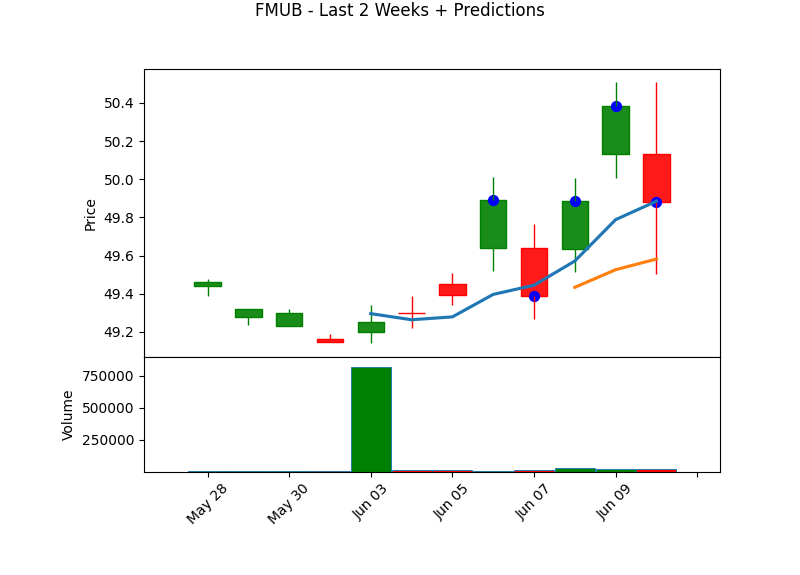 FMUB - Last 2 Weeks + Predictions
50.4
50.2
50.0
49.8
49.6
49.4
49.2
Price
750000
500000
250000
Volume
May 28
May 30
Jun 03
Jun 05
Jun 07
Jun 09